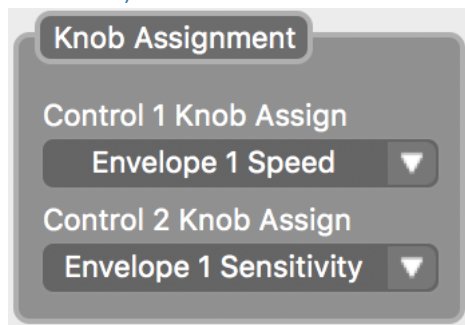 Knob Assignment
Control 1 Knob Assign
Envelope 1 Speed
Control 2 Knob Assign
Envelope 1 Sensitivity